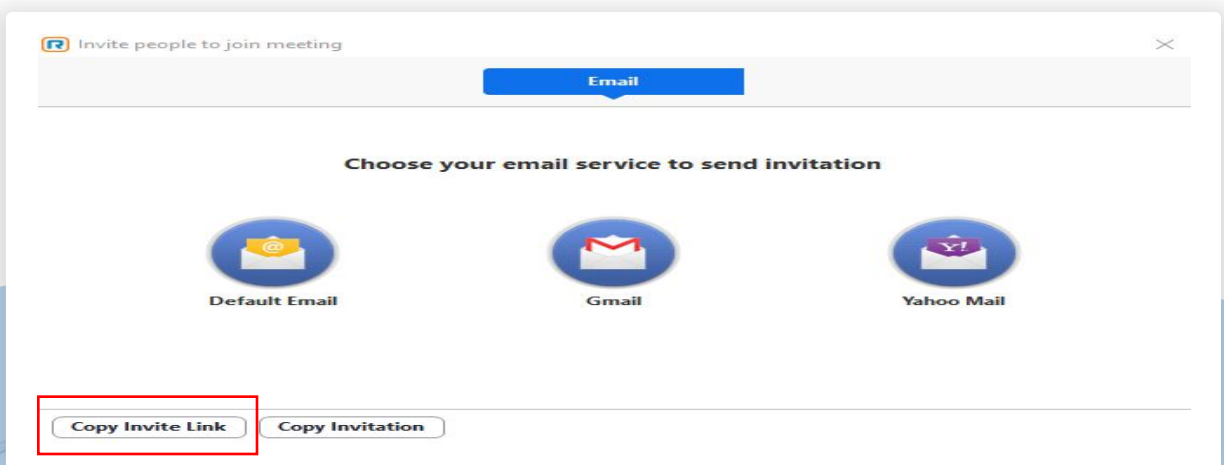 R Invite people to join meeting
Email
Choose your email service to send invitation
@
Y!
Default Email Gmail Yahoo Mail
Copy Invite Link Copy Invitation